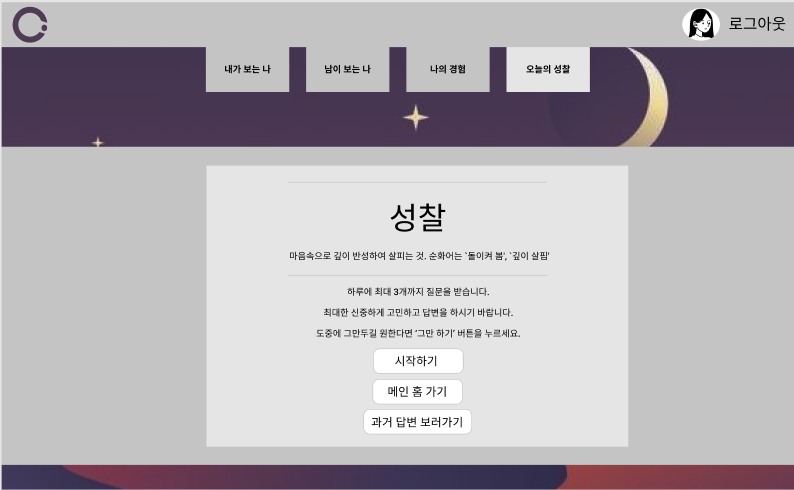 로그아웃
내가 보는 나
남이 보는 나
나의 경험
오늘의 성찰
성찰
마음속으로 깊이 반성하여 살피는 것. 순화어는 `돌이켜 봄', `깊이 살핌'
하루에 최대 3개까지 질문을 받습니다.
최대한 신중하게 고민하고 답변을 하시기 바랍니다.
도중에 그만두길 원한다면 '그만 하기' 버튼을 누르세요.
시작하기
메인 홈 가기
과거 답변 보러가기